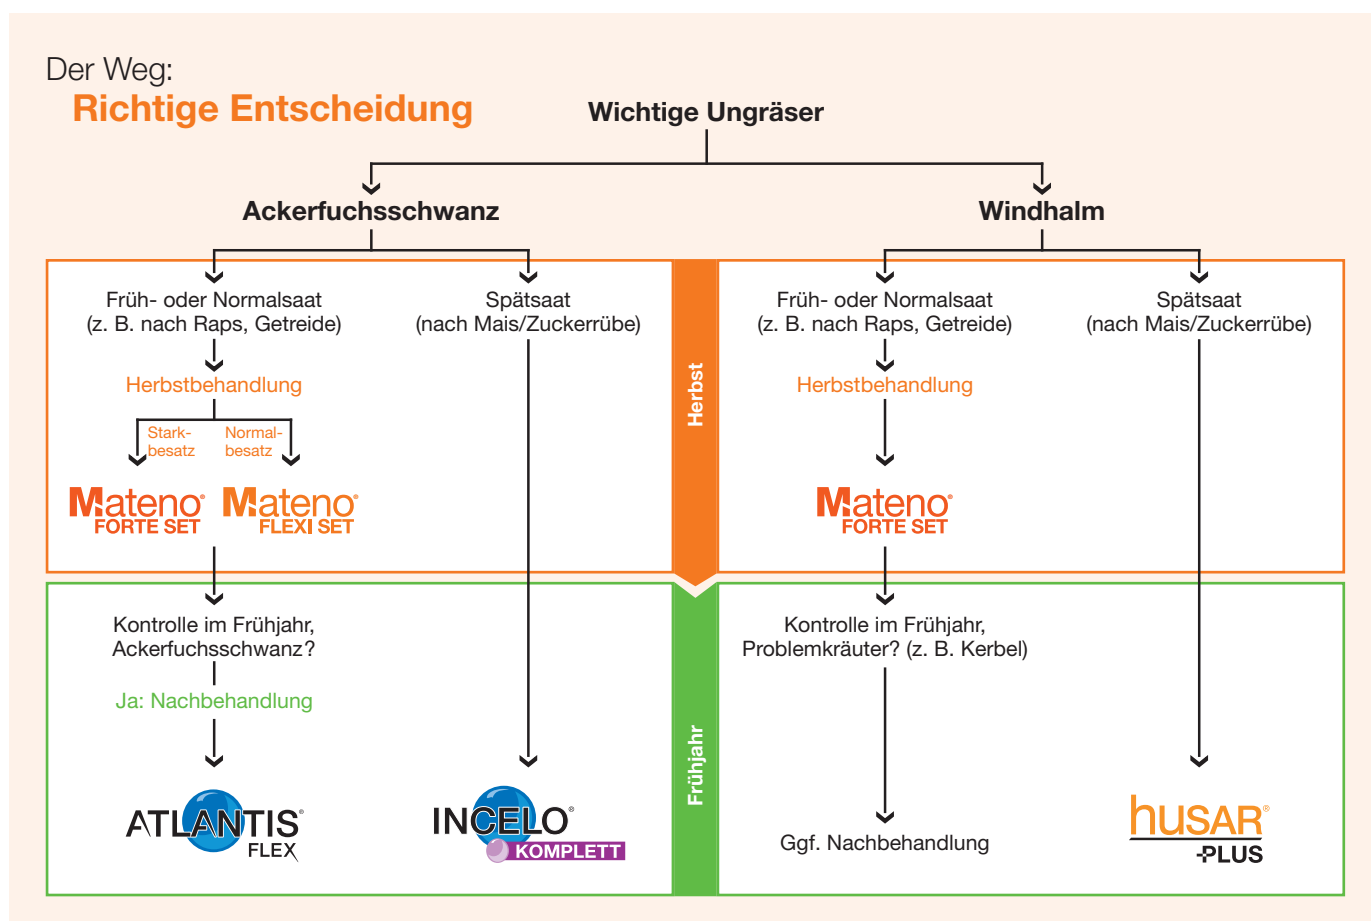 Der Weg:
Richtige Entscheidung
Wichtige Ungräser
Ackerfuchsschwanz
Windhalm
Früh- oder Normalsaat
(z. B. nach Raps, Getreide)
Spätsaat
(nach Mais/Zuckerrübe)
Herbstbehandlung
Stark-
besatz
Normal-
besatz
Mateno®
FORTE SET
Mateno®
FLEXI SET
Herbst
Früh- oder Normalsaat
(z. B. nach Raps, Getreide)
Spätsaat
(nach Mais/Zuckerrübe)
Herbstbehandlung
Mateno®
FORTE SET
Kontrolle im Frühjahr,
Ackerfuchsschwanz?
Ja: Nachbehandlung
ATLANTIS®
FLEX
INCELO®
KOMPLETT
Frühjahr
Kontrolle im Frühjahr,
Problemkräuter? (z. B. Kerbel)
Ggf. Nachbehandlung
husar®
PLUS